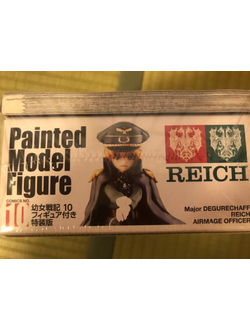 Painted
Model
Figure
REICH
COMICS NO.
10
幼女戦記 10
フィギュア付き
特装版
Major DEGURECHAFF
REICH
AIRMAGE OFFICER